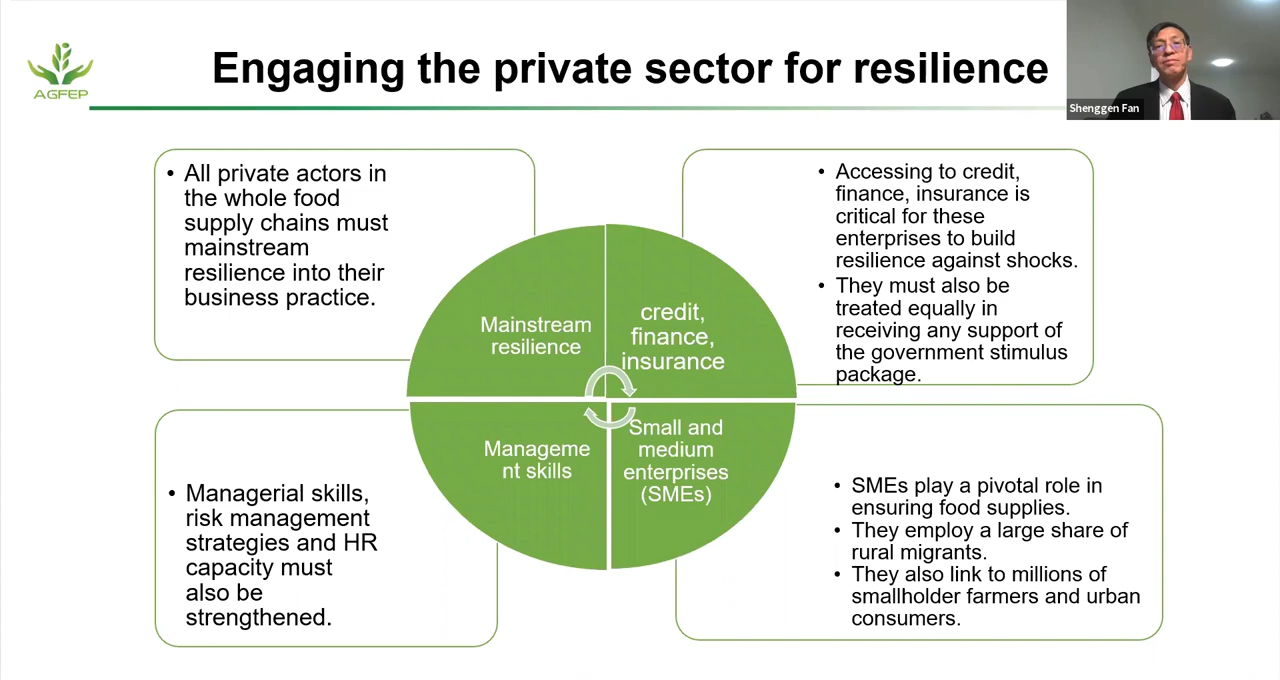 Engaging the private sector for resilience
AGFEP
Shenggen Fan
• All private actors in
the whole food
supply chains must
mainstream
resilience into their
business practice.
• Accessing to credit,
finance, insurance is
critical for these
enterprises to build
resilience against shocks.
• They must also be
treated equally in
receiving any support of
the government stimulus
package.
Mainstream
resilience
credit,
finance,
insurance
Manageme
nt skills
Small and
medium
enterprises
(SMEs)
• Managerial skills,
risk management
strategies and HR
capacity must
also be
strengthened.
• SMEs play a pivotal role in
ensuring food supplies.
• They employ a large share of
rural migrants.
• They also link to millions of
smallholder farmers and urban
consumers.